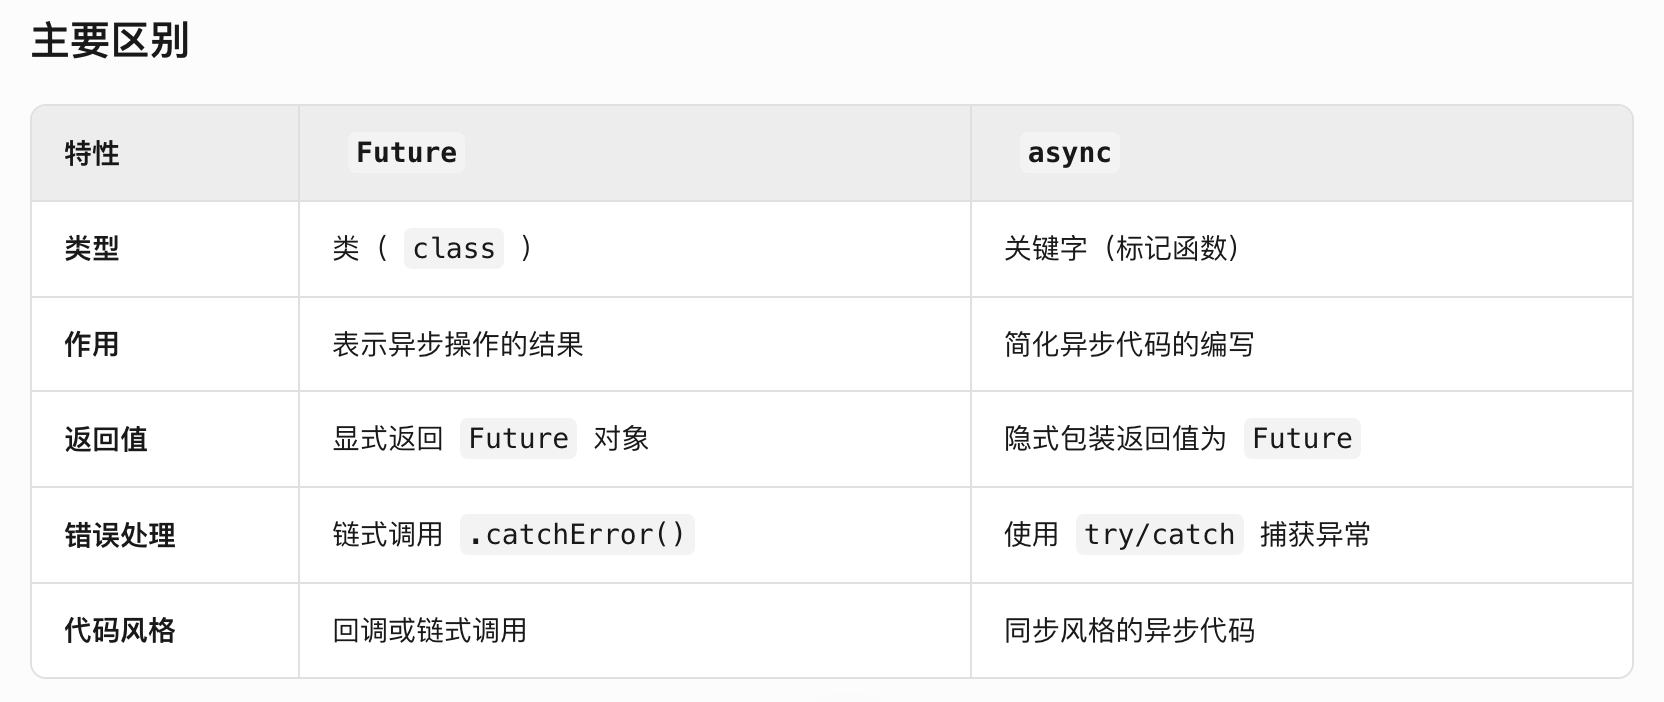 主要区别
特性 Future async
类型 类（ class ） 关键字（标记函数）
作用 表示异步操作的结果 简化异步代码的编写
返回值 显式返回 Future 对象 隐式包装返回值为 Future
错误处理 链式调用 .catchError() 使用 try/catch 捕获异常
代码风格 回调或链式调用 同步风格的异步代码